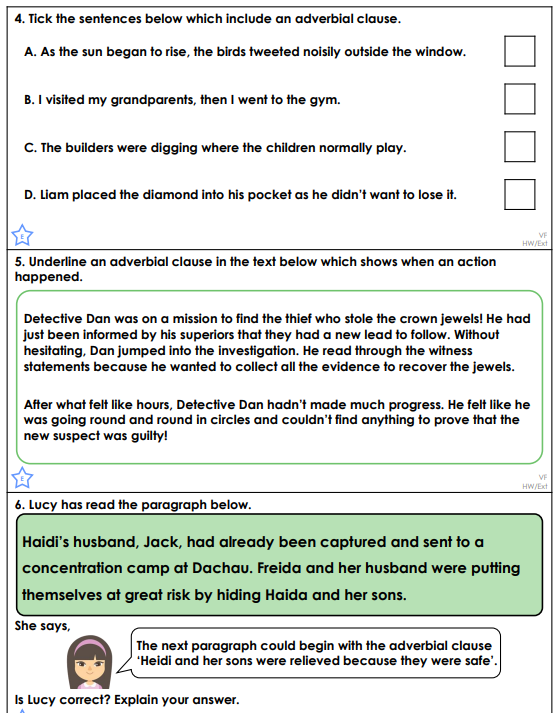 4. Tick the sentences below which include an adverbial clause.
A. As the sun began to rise, the birds tweeted noisily outside the window.
B. I visited my grandparents, then I went to the gym.
C. The builders were digging where the children normally play.
D. Liam placed the diamond into his pocket as he didn't want to lose it.
E
VF
HW/Ext
5. Underline an adverbial clause in the text below which shows when an action
happened.
Detective Dan was on a mission to find the thief who stole the crown jewels! He had
just been informed by his superiors that they had a new lead to follow. Without
hesitating, Dan jumped into the investigation. He read through the witness
statements because he wanted to collect all the evidence to recover the jewels.
After what felt like hours, Detective Dan hadn't made much progress. He felt like he
was going round and round in circles and couldn't find anything to prove that the
new suspect was guilty!
E
VF
HW/Ext
6. Lucy has read the paragraph below.
Haidi's husband, Jack, had already been captured and sent to a
concentration camp at Dachau. Freida and her husband were putting
themselves at great risk by hiding Haida and her sons.
She says,
The next paragraph could begin with the adverbial clause
'Heidi and her sons were relieved because they were safe'.
Is Lucy correct? Explain your answer.